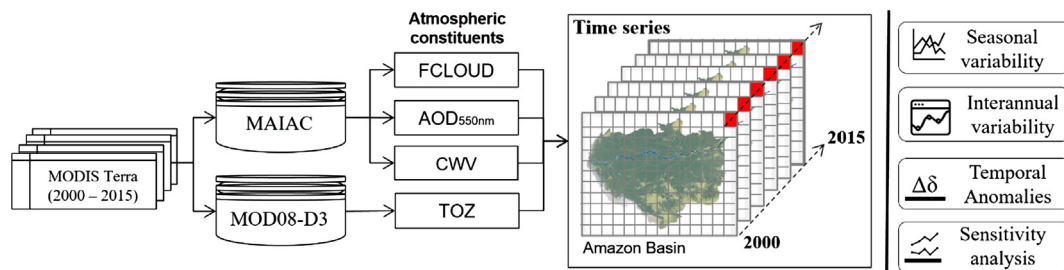 MODIS Terra
(2000 – 2015)
MAIAC
MOD08-D3
Atmospheric
constituents
FCLOUD
AOD550nm
CWV
TOZ
Time series
2015
2000
Amazon Basin
Seasonal
variability
Interannual
variability
Δδ
Temporal
Anomalies
Sensitivity
analysis